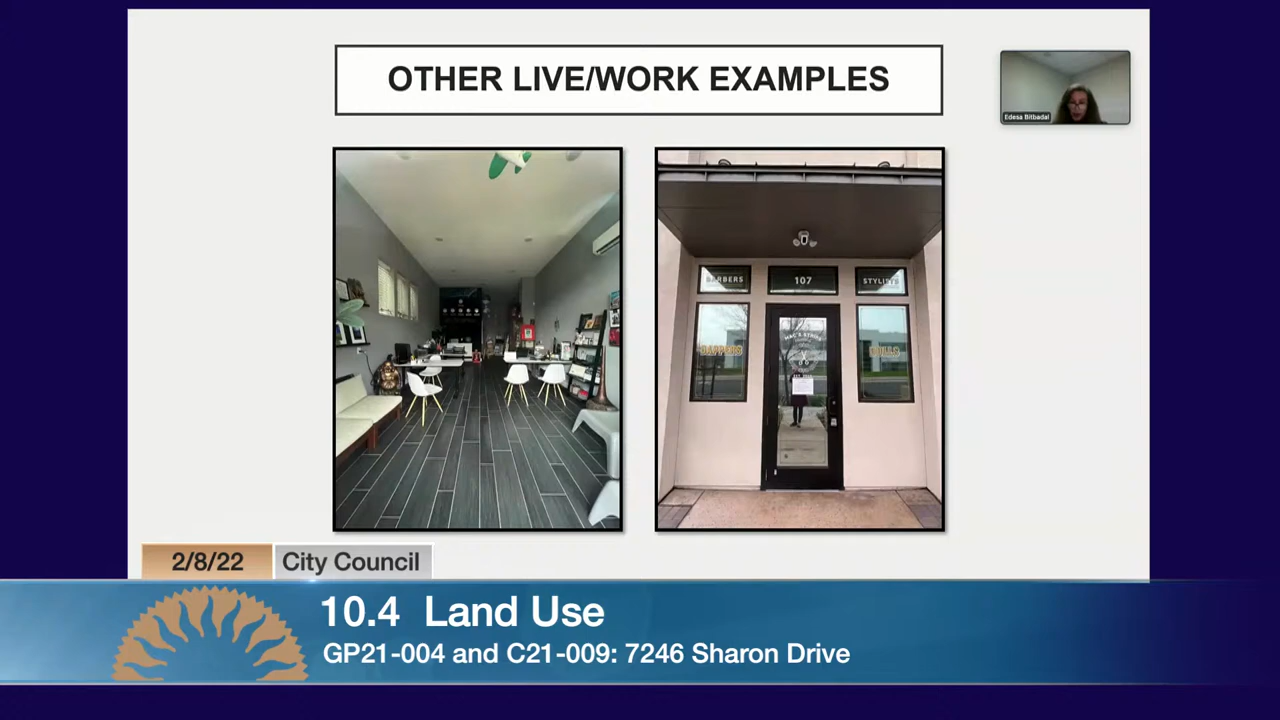 OTHER LIVE/WORK EXAMPLES
Edesa Bitbadal
BARBERS
107
STYLISTS
2/8/22
City Council
10.4 Land Use
GP21-004 and C21-009: 7246 Sharon Drive